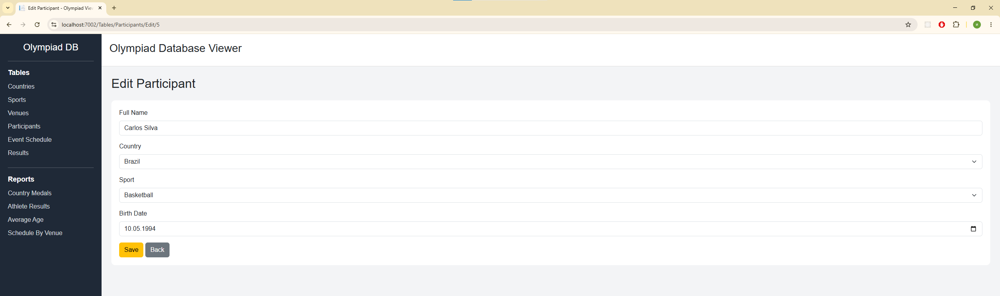 Edit Participant - Olympiad Vie
localhost:7002/Tables/Participants/Edit/5
и
Olympiad DB
Tables
Countries
Sports
Venues
Participants
Event Schedule
Results
Reports
Country Medals
Athlete Results
Average Age
Schedule By Venue
Olympiad Database Viewer
Edit Participant
Full Name
Carlos Silva
Country
Brazil
Sport
Basketball
Birth Date
10.05.1994
Save Back